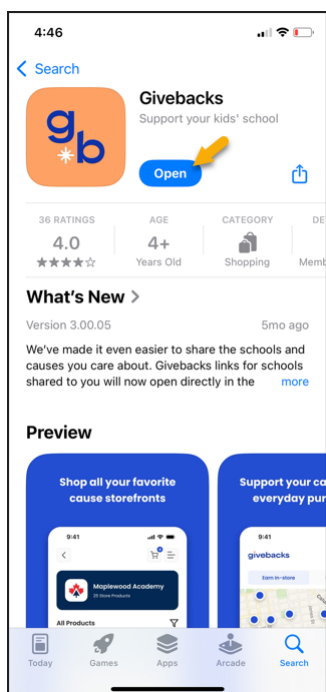 4:46
Search
gb
Givebacks
Support your kids' school
Open
36 RATINGS
AGE
CATEGORY
DE
4.0
4+
Years Old
Shopping
Memb
What's New
Version 3.00.05
5mo ago
We've made it even easier to share the schools and
causes you care about. Givebacks links for schools
shared to you will now open directly in the more
Preview
Shop all your favorite
cause storefronts
Support your ca
everyday pur
9:41
9:41
Maplewood Academy
All Products
givebacks
Earn in-store
Today
Games
Apps
Arcade
Search